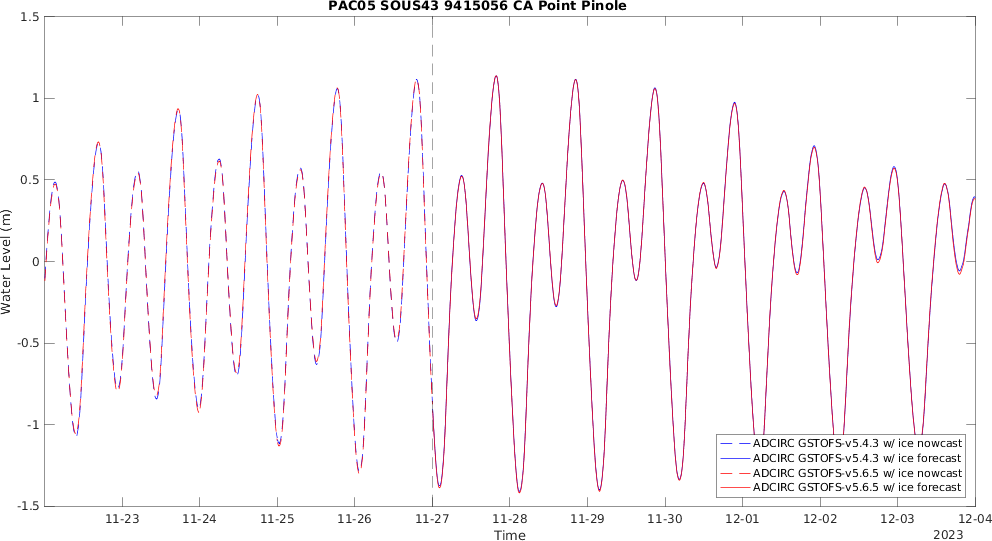 PAC05 SOUS43 9415056 CA Point Pinole
1.5
1
0.5
0
-0.5
-1
-1.5
Water Level (m)
11-23
11-24
11-25
11-26
11-27
11-28
11-29
11-30
12-01
12-02
12-03
12-04
Time
2023
ADCIRC GSTOFS-v5.4.3 w/ ice nowcast
ADCIRC GSTOFS-v5.4.3 w/ ice forecast
ADCIRC GSTOFS-v5.6.5 w/ ice nowcast
ADCIRC GSTOFS-v5.6.5 w/ ice forecast